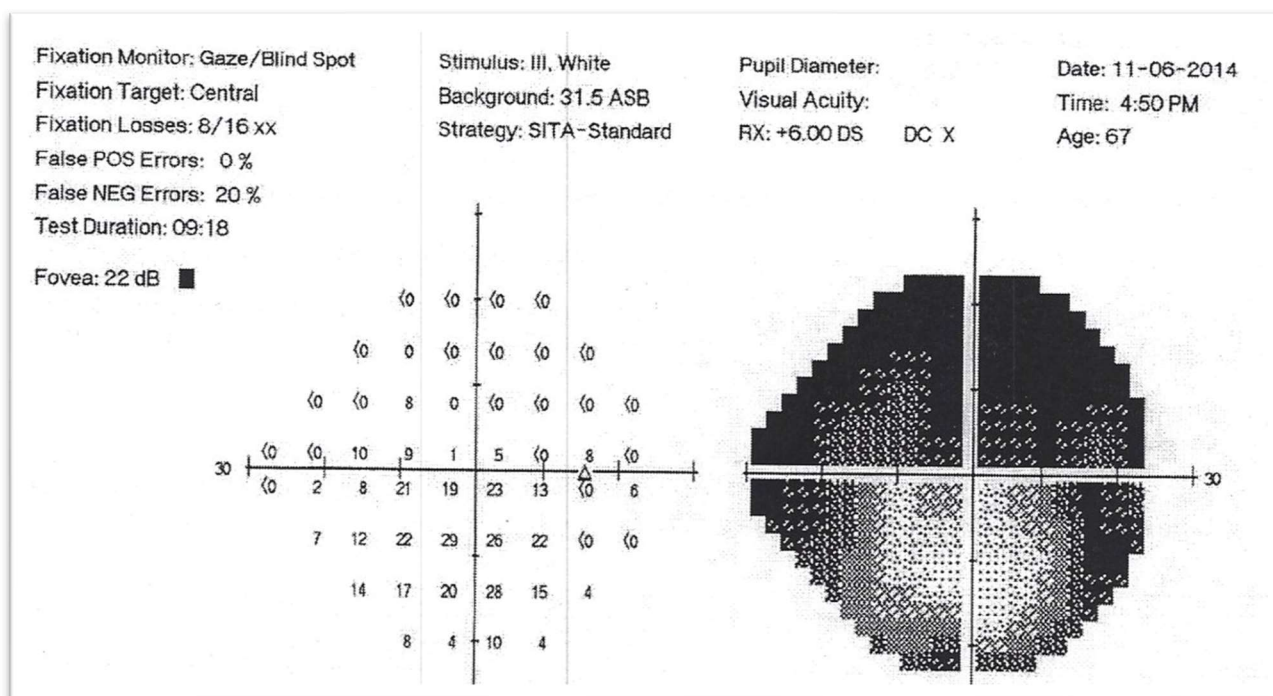 Fixation Monitor: Gaze/Blind Spot
Fixation Target: Central
Fixation Losses: 8/16 xx
False POS Errors: 0 %
False NEG Errors: 20 %
Test Duration: 09:18
Fovea: 22 dB
Stimulus: III, White
Background: 31.5 ASB
Strategy: SITA-Standard
Pupil Diameter:
Visual Acuity:
RX: +6.00 DS DC X
Date: 11-06-2014
Time: 4:50 PM
Age: 67
⟨0 ⟨0 ⟨0 ⟨0
⟨0 0 ⟨0 ⟨0 ⟨0 ⟨0
⟨0 ⟨0 8 0 ⟨0 ⟨0 ⟨0 ⟨0
⟨0 ⟨0 10 9 1 5 ⟨0 8 ⟨0
30
⟨0 2 8 21 19 23 13 ⟨0 6
7 12 22 29 26 22 ⟨0 ⟨0
14 17 20 28 15 4
8 4 10 4
30